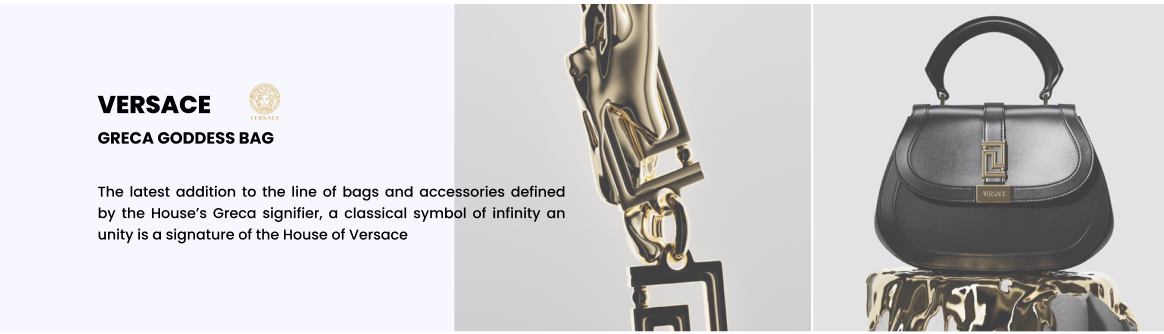 VERSACE
VERSACE
GRECA GODDESS BAG
The latest addition to the line of bags and accessories defined
by the House's Greca signifier, a classical symbol of infinity an
unity is a signature of the House of Versace
VERSACE